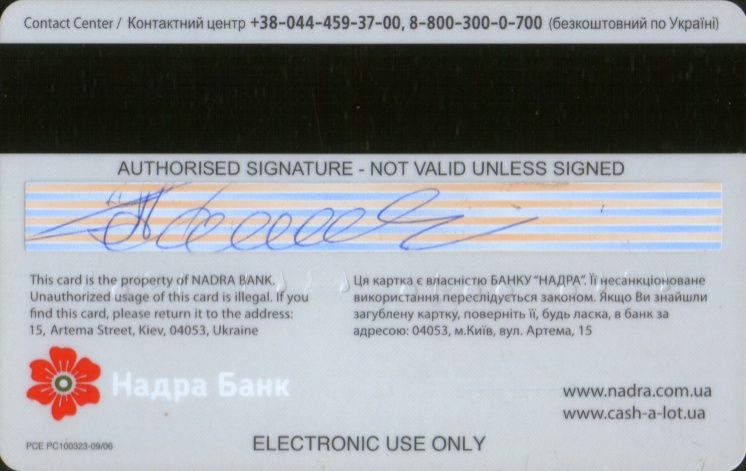 Contact Center / Контактний центр +38-044-459-37-00, 8-800-300-0-700 (безкоштовний по Україні)
AUTHORISED SIGNATURE - NOT VALID UNLESS SIGNED
This card is the property of NADRA BANK.
Unauthorized usage of this card is illegal. If you
find this card, please return it to the address:
15, Artema Street, Kiev, 04053, Ukraine
Ця картка є власністю БАНКУ "НАДРА". Її несанкціоноване
використання переслідується законом. Якщо Ви знайшли
загублену картку, поверніть її, будь ласка, в банк за
адресою: 04053, м.Київ, вул. Артема, 15
Надра Банк
www.nadra.com.ua
www.cash-a-lot.ua
PCE PC100323-09/06
ELECTRONIC USE ONLY